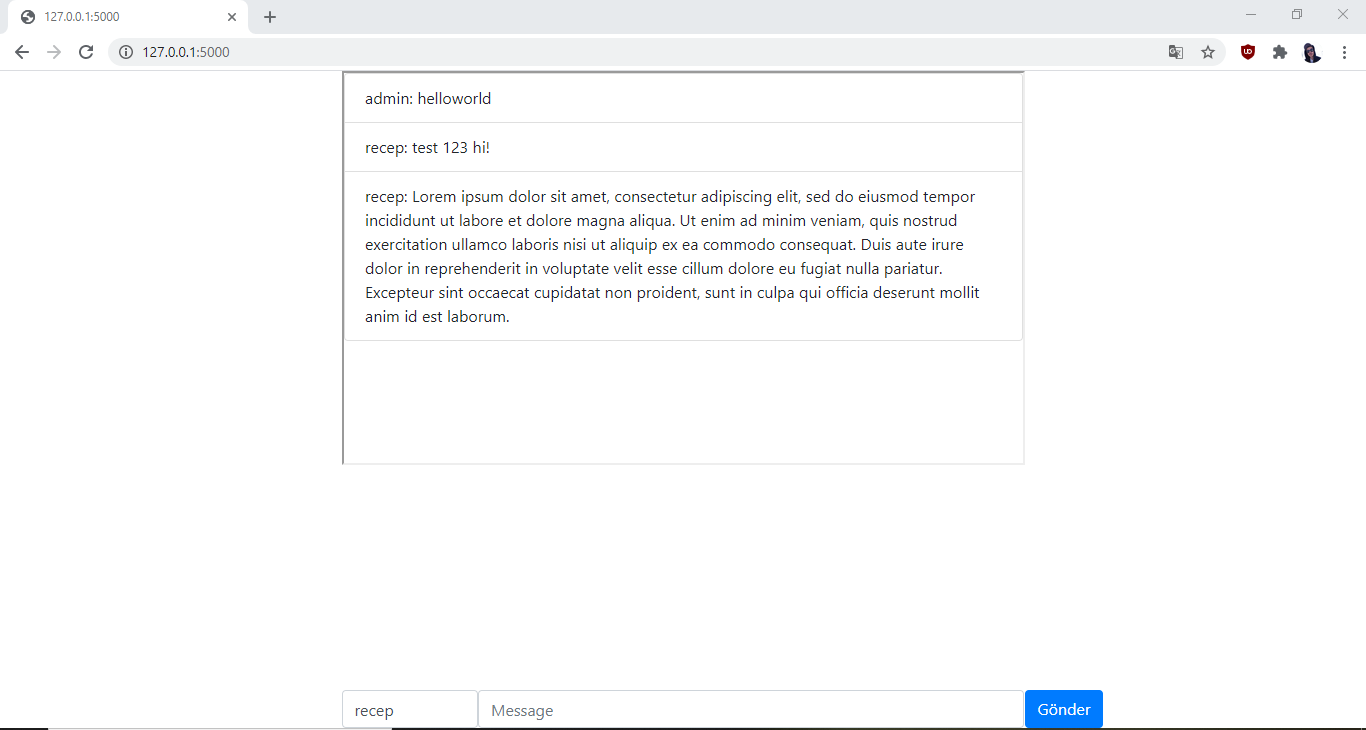 127.0.0.1:5000
127.0.0.1:5000
admin: helloworld
recep: test 123 hi!
recep: Lorem ipsum dolor sit amet, consectetur adipiscing elit, sed do eiusmod tempor
incididunt ut labore et dolore magna aliqua. Ut enim ad minim veniam, quis nostrud
exercitation ullamco laboris nisi ut aliquip ex ea commodo consequat. Duis aute irure
dolor in reprehenderit in voluptate velit esse cillum dolore eu fugiat nulla pariatur.
Excepteur sint occaecat cupidatat non proident, sunt in culpa qui officia deserunt mollit
anim id est laborum.
recep Message Gönder